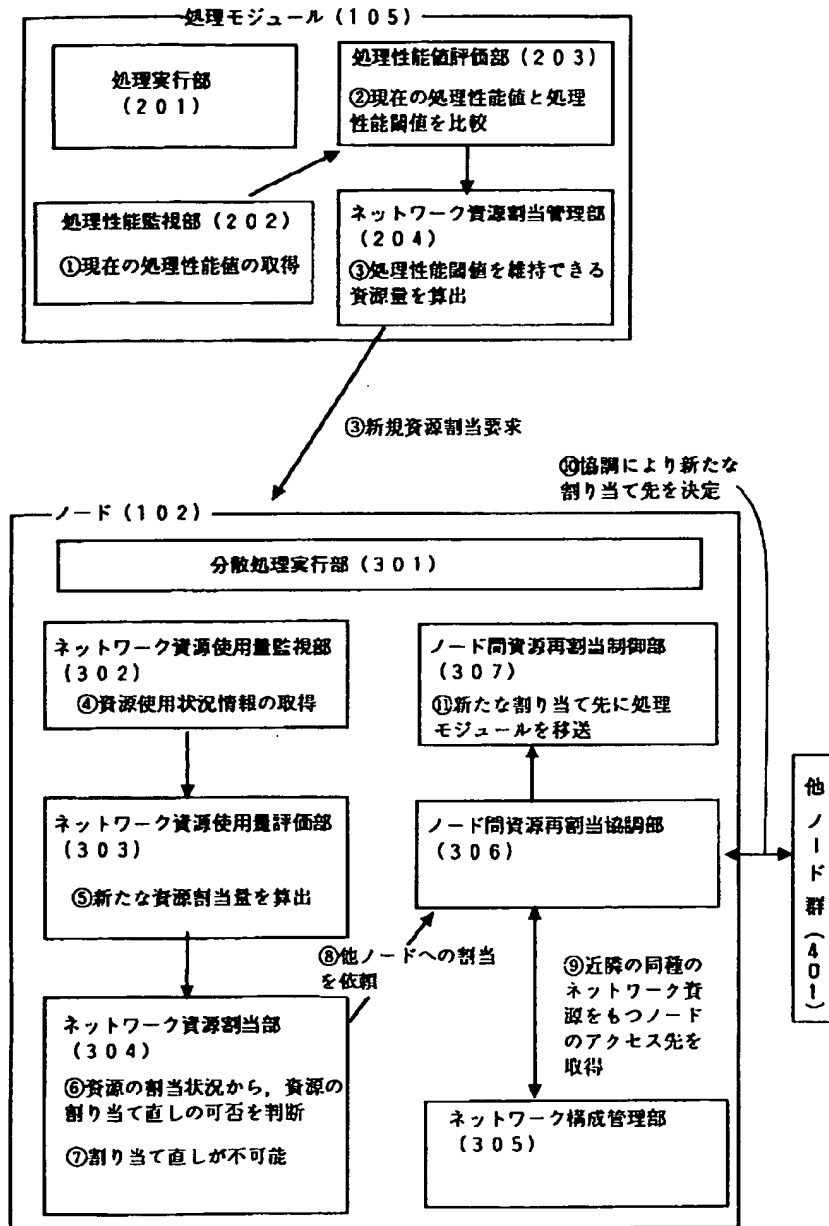 処理モジュール(105)
処理実行部
(201)
処理性能値評価部(203)
②現在の処理性能値と処理
性能閾値を比較
処理性能監視部(202)
①現在の処理性能値の取得
ネットワーク資源割当管理部
(204)
③処理性能閾値を維持できる
資源量を算出
③新規資源割当要求
⑩協調により新たな
割り当て先を決定
ノード(102)
分散処理実行部(301)
ネットワーク資源使用量監視部
(302)
④資源使用状況情報の取得
ノード間資源再割当制御部
(307)
⑪新たな割り当て先に処理
モジュールを移送
ネットワーク資源使用量評価部
(303)
⑤新たな資源割当量を算出
ノード間資源再割当協調部
(306)
他ノード群(401)
⑧他ノードへの割当
を依頼
⑨近隣の同種の
ネットワーク資
源をもつノード
のアクセス先を
取得
ネットワーク資源割当部
(304)
⑥資源の割当状況から,資源の
割り当て直しの可否を判断
⑦割り当て直しが不可能
ネットワーク構成管理部
(305)